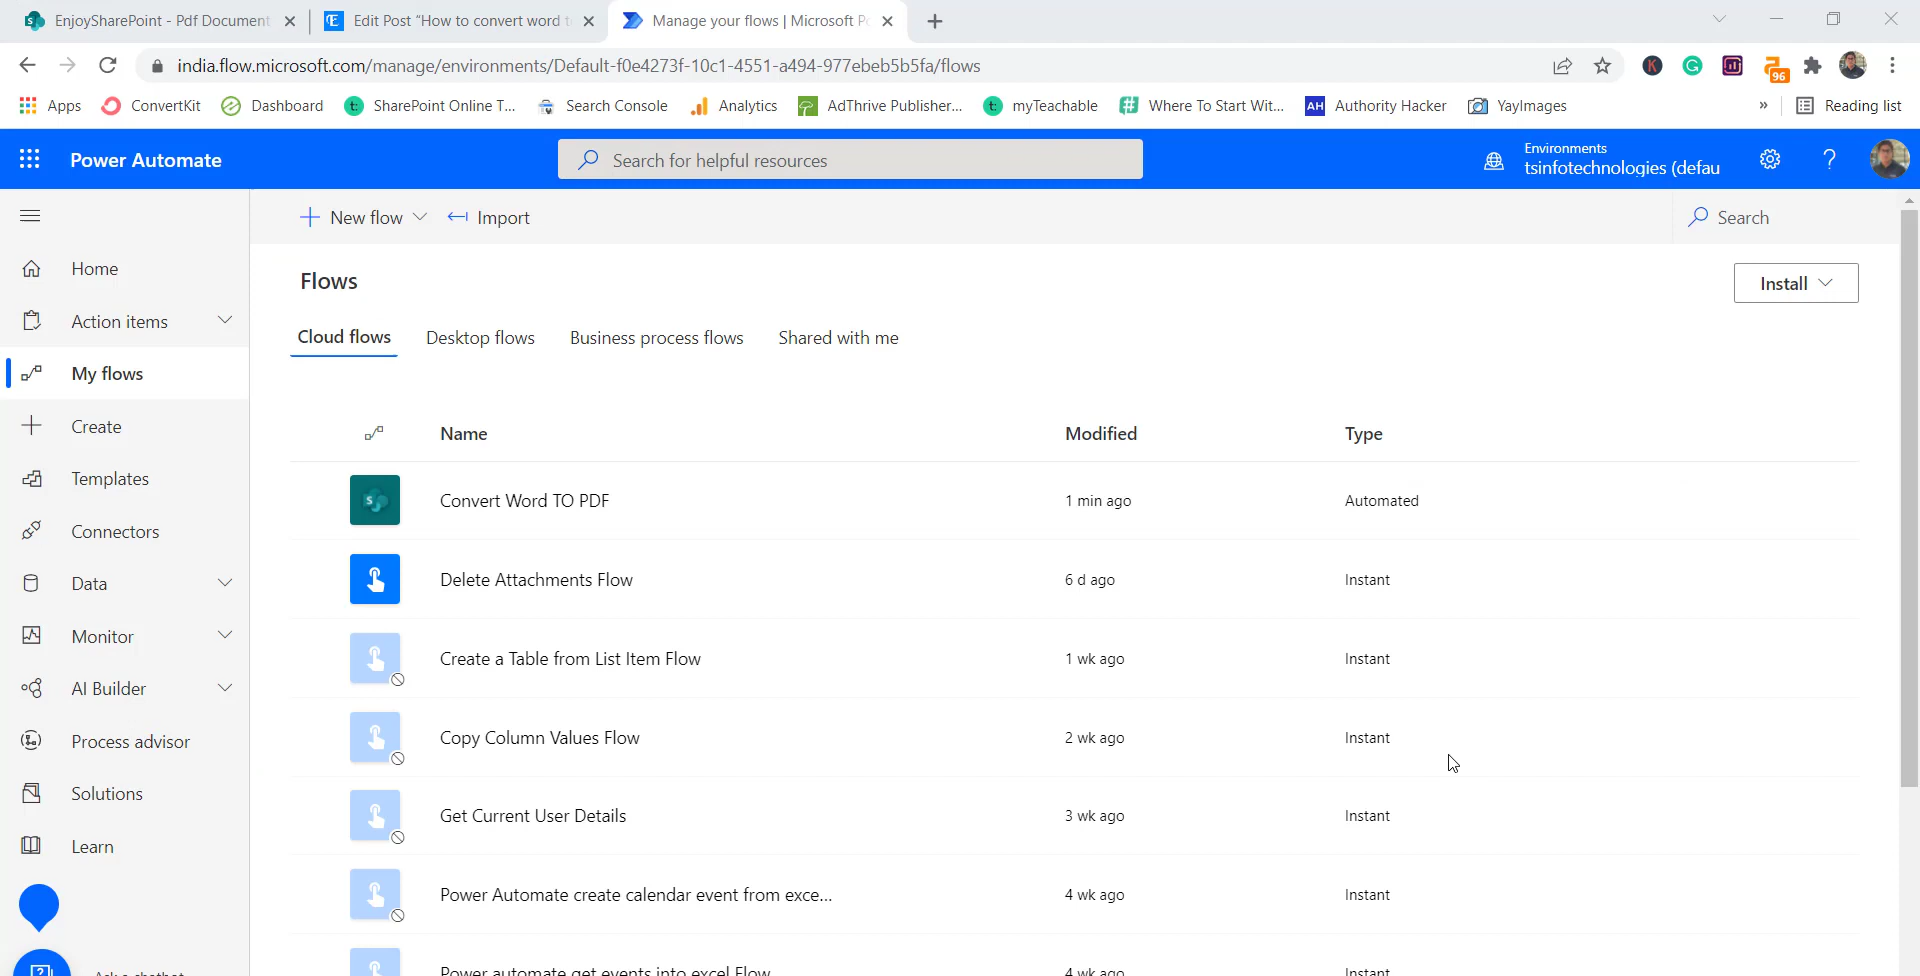 EnjoySharePoint - Pdf Document
Edit Post "How to convert word t
Manage your flows | Microsoft Po
india.flow.microsoft.com/manage/environments/Default-f0e4273f-10c1-4551-a494-977ebeb5b5fa/flows
96
Apps
ConvertKit
Dashboard
SharePoint Online T...
Search Console
Analytics
AdThrive Publisher...
myTeachable
Where To Start Wit...
AH
Authority Hacker
YayImages
»
Reading list
Power Automate
Search for helpful resources
Environments
tsinfotechnologies (defau
New flow
Import
Search
Home
Action items
My flows
Create
Templates
Connectors
Data
Monitor
AI Builder
Process advisor
Solutions
Learn
Flows
Install
Cloud flows
Desktop flows
Business process flows
Shared with me
Name Modified Type
Convert Word TO PDF 1 min ago Automated
Delete Attachments Flow 6 d ago Instant
Create a Table from List Item Flow 1 wk ago Instant
Copy Column Values Flow 2 wk ago Instant
Get Current User Details 3 wk ago Instant
Power Automate create calendar event from exce... 4 wk ago Instant
Power automate get events into excel Flow 4 wk ago Instant
Ask a chatbot